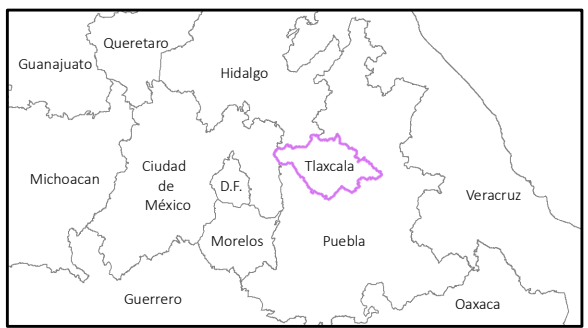 Queretaro
Guanajuato
Hidalgo
Ciudad
de
México
Tlaxcala
Michoacan
D.F.
Veracruz
Morelos
Puebla
Guerrero
Oaxaca